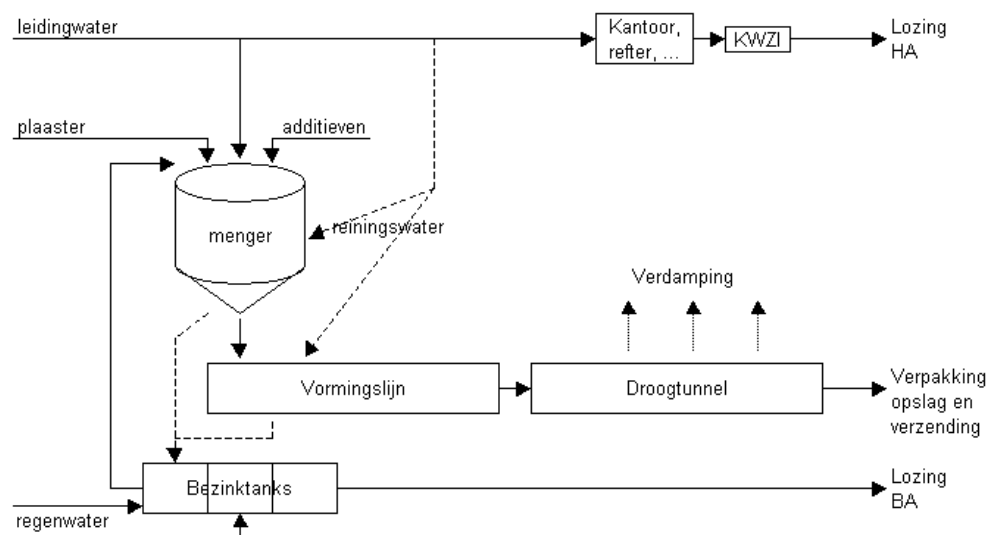 leidingwater
Kantoor,
refter, ...
KWZI
Lozing
HA
plaaster
additieven
menger
reiningswater
Verdamping
Vormingslijn
Droogtunnel
Verpakking
opslag en
verzending
Bezinktanks
Lozing
BA
regenwater